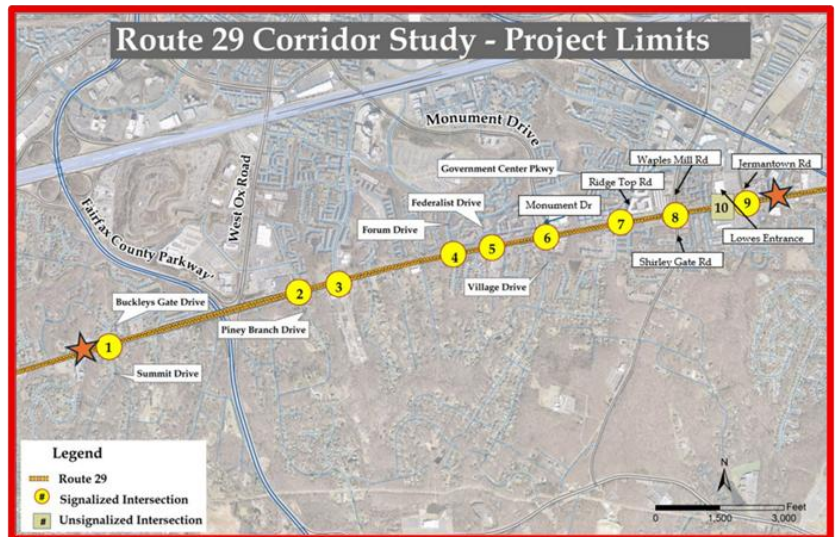 Route 29 Corridor Study - Project Limits
Monument Drive
Government Center Pkwy
Waples Mill Rd
Jermantown Rd
Ridge Top Rd
Federalist Drive
Monument Dr
Forum Drive
West Ox Road
Fairfax County Parkway'
10
9
8
7
6
5
4
3
2
1
Lowes Entrance
Shirley Gate Rd
Village Drive
Buckleys Gate Drive
Piney Branch Drive
Summit Drive
Legend
Route 29
# Signalized Intersection
# Unsignalized Intersection
N
Feet
0 1,500 3,000